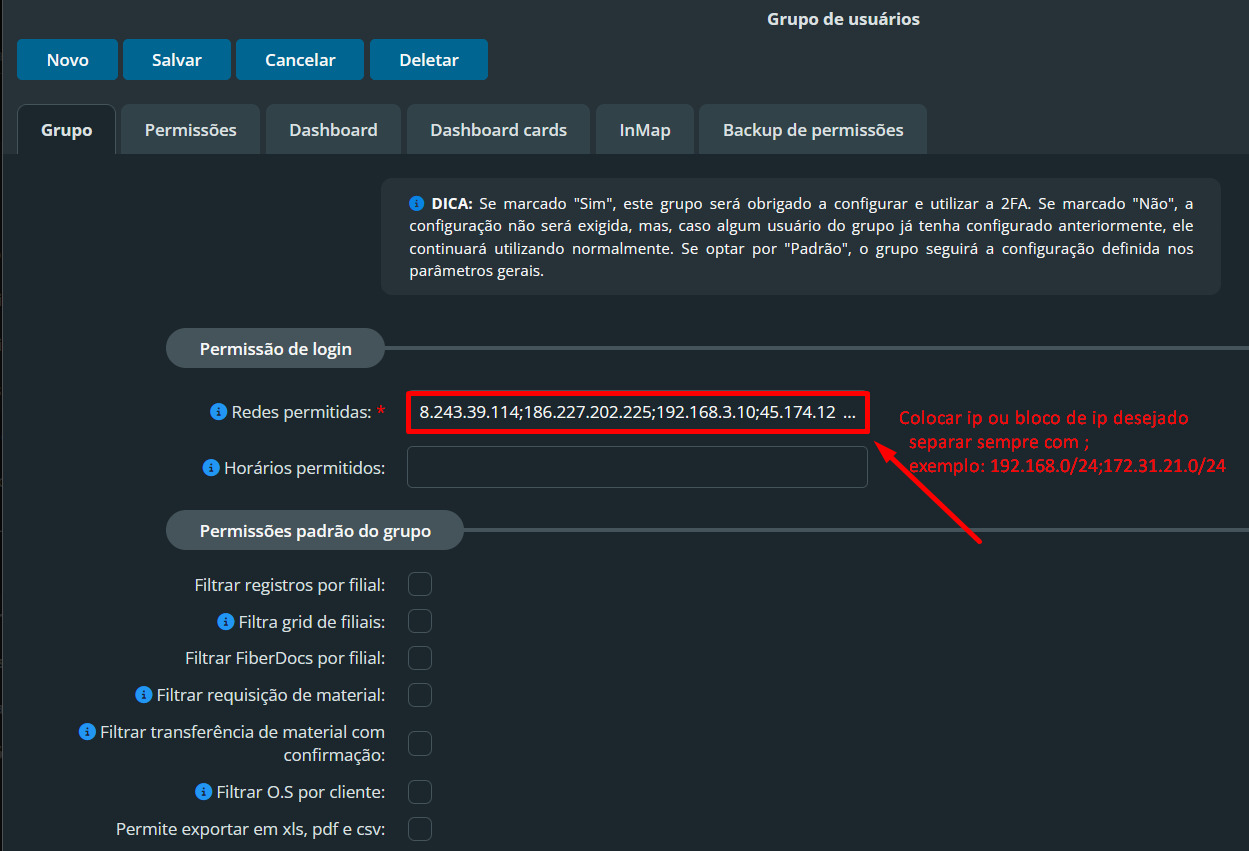 Grupo de usuários
Novo Salvar Cancelar Deletar
Grupo Permissões Dashboard Dashboard cards InMap Backup de permissões
DICA: Se marcado "Sim", este grupo será obrigado a configurar e utilizar a 2FA. Se marcado "Não", a
configuração não será exigida, mas, caso algum usuário do grupo já tenha configurado anteriormente, ele
continuará utilizando normalmente. Se optar por "Padrão", o grupo seguirá a configuração definida nos
parâmetros gerais.
Permissão de login
Redes permitidas: * 8.243.39.114;186.227.202.225;192.168.3.10;45.174.12 ...
Colocar ip ou bloco de ip desejado
separar sempre com ;
exemplo: 192.168.0/24;172.31.21.0/24
Horários permitidos:
Permissões padrão do grupo
Filtrar registros por filial:
Filtra grid de filiais:
Filtrar FiberDocs por filial:
Filtrar requisição de material:
Filtrar transferência de material com
confirmação:
Filtrar O.S por cliente:
Permite exportar em xls, pdf e csv: